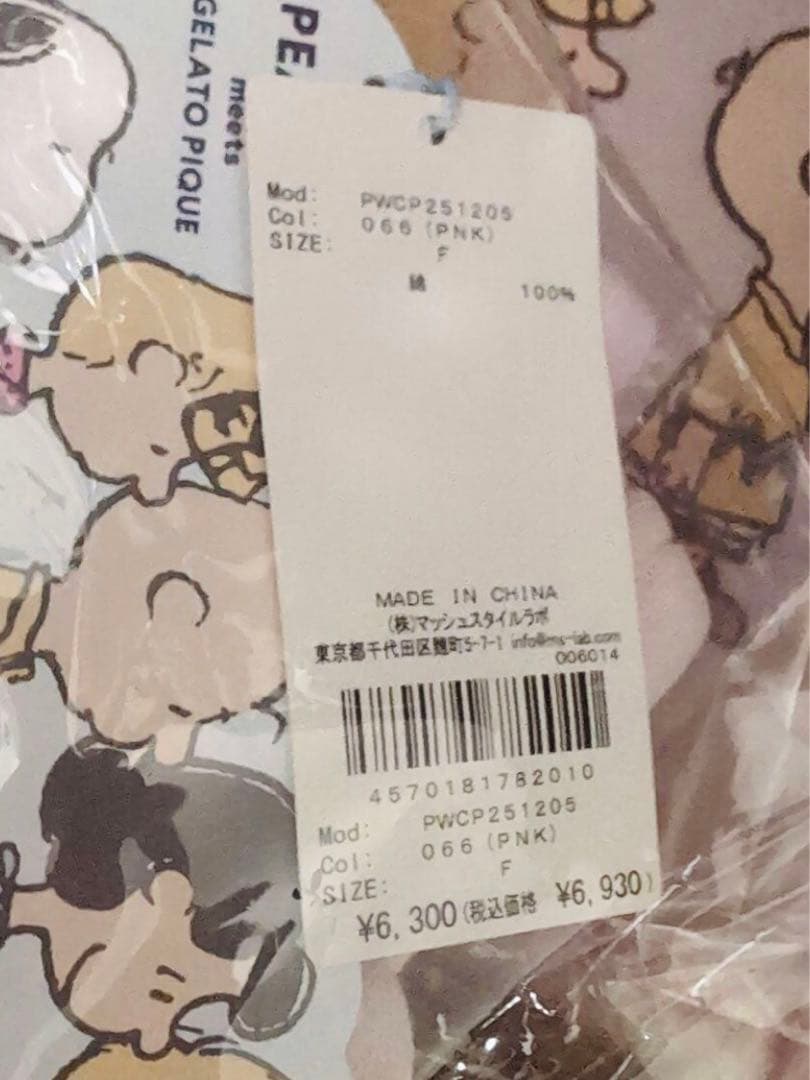 PE
meets
GELATO PIQUE
Mod: PWCP251205
Col: 066 (PNK)
SIZE: F
綿 100%
MADE IN CHINA
(株)マッシュスタイルラボ
東京都千代田区麹町5-7-1 info@ms-lab.com
006014
4570181782010
Mod: PWCP251205
Col: 066 (PNK)
SIZE: F
¥6,300(税込価格 ¥6,930)